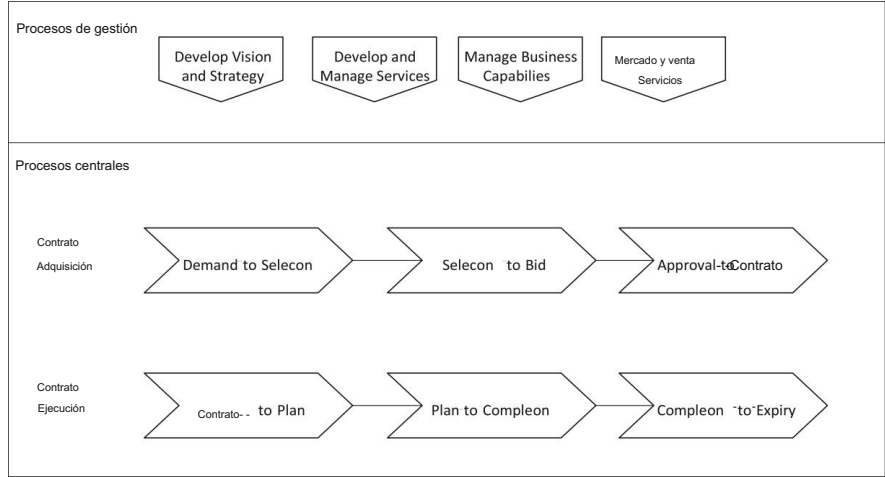 Procesos de gestión
Develop Vision
and Strategy
Develop and
Manage Services
Manage Business
Capabilies
Mercado y venta
Servicios
Procesos centrales
Contrato
Adquisición
Demand to Selecon
Selecon to Bid
Approval-to-Contrato
Contrato
Ejecución
Contrato- - to Plan
Plan to Compleon
Compleon -to-Expiry